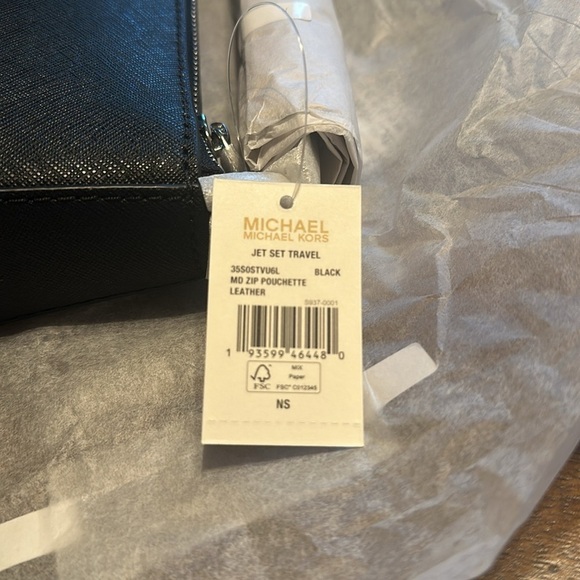 MICHAEL
MICHAEL KORS
JET SET TRAVEL
35S0STVU6L BLACK
MD ZIP POUCHETTE
LEATHER
S937-0001
1 93599 46448 0
MIX
Paper
FSC FSC® C012345
NS